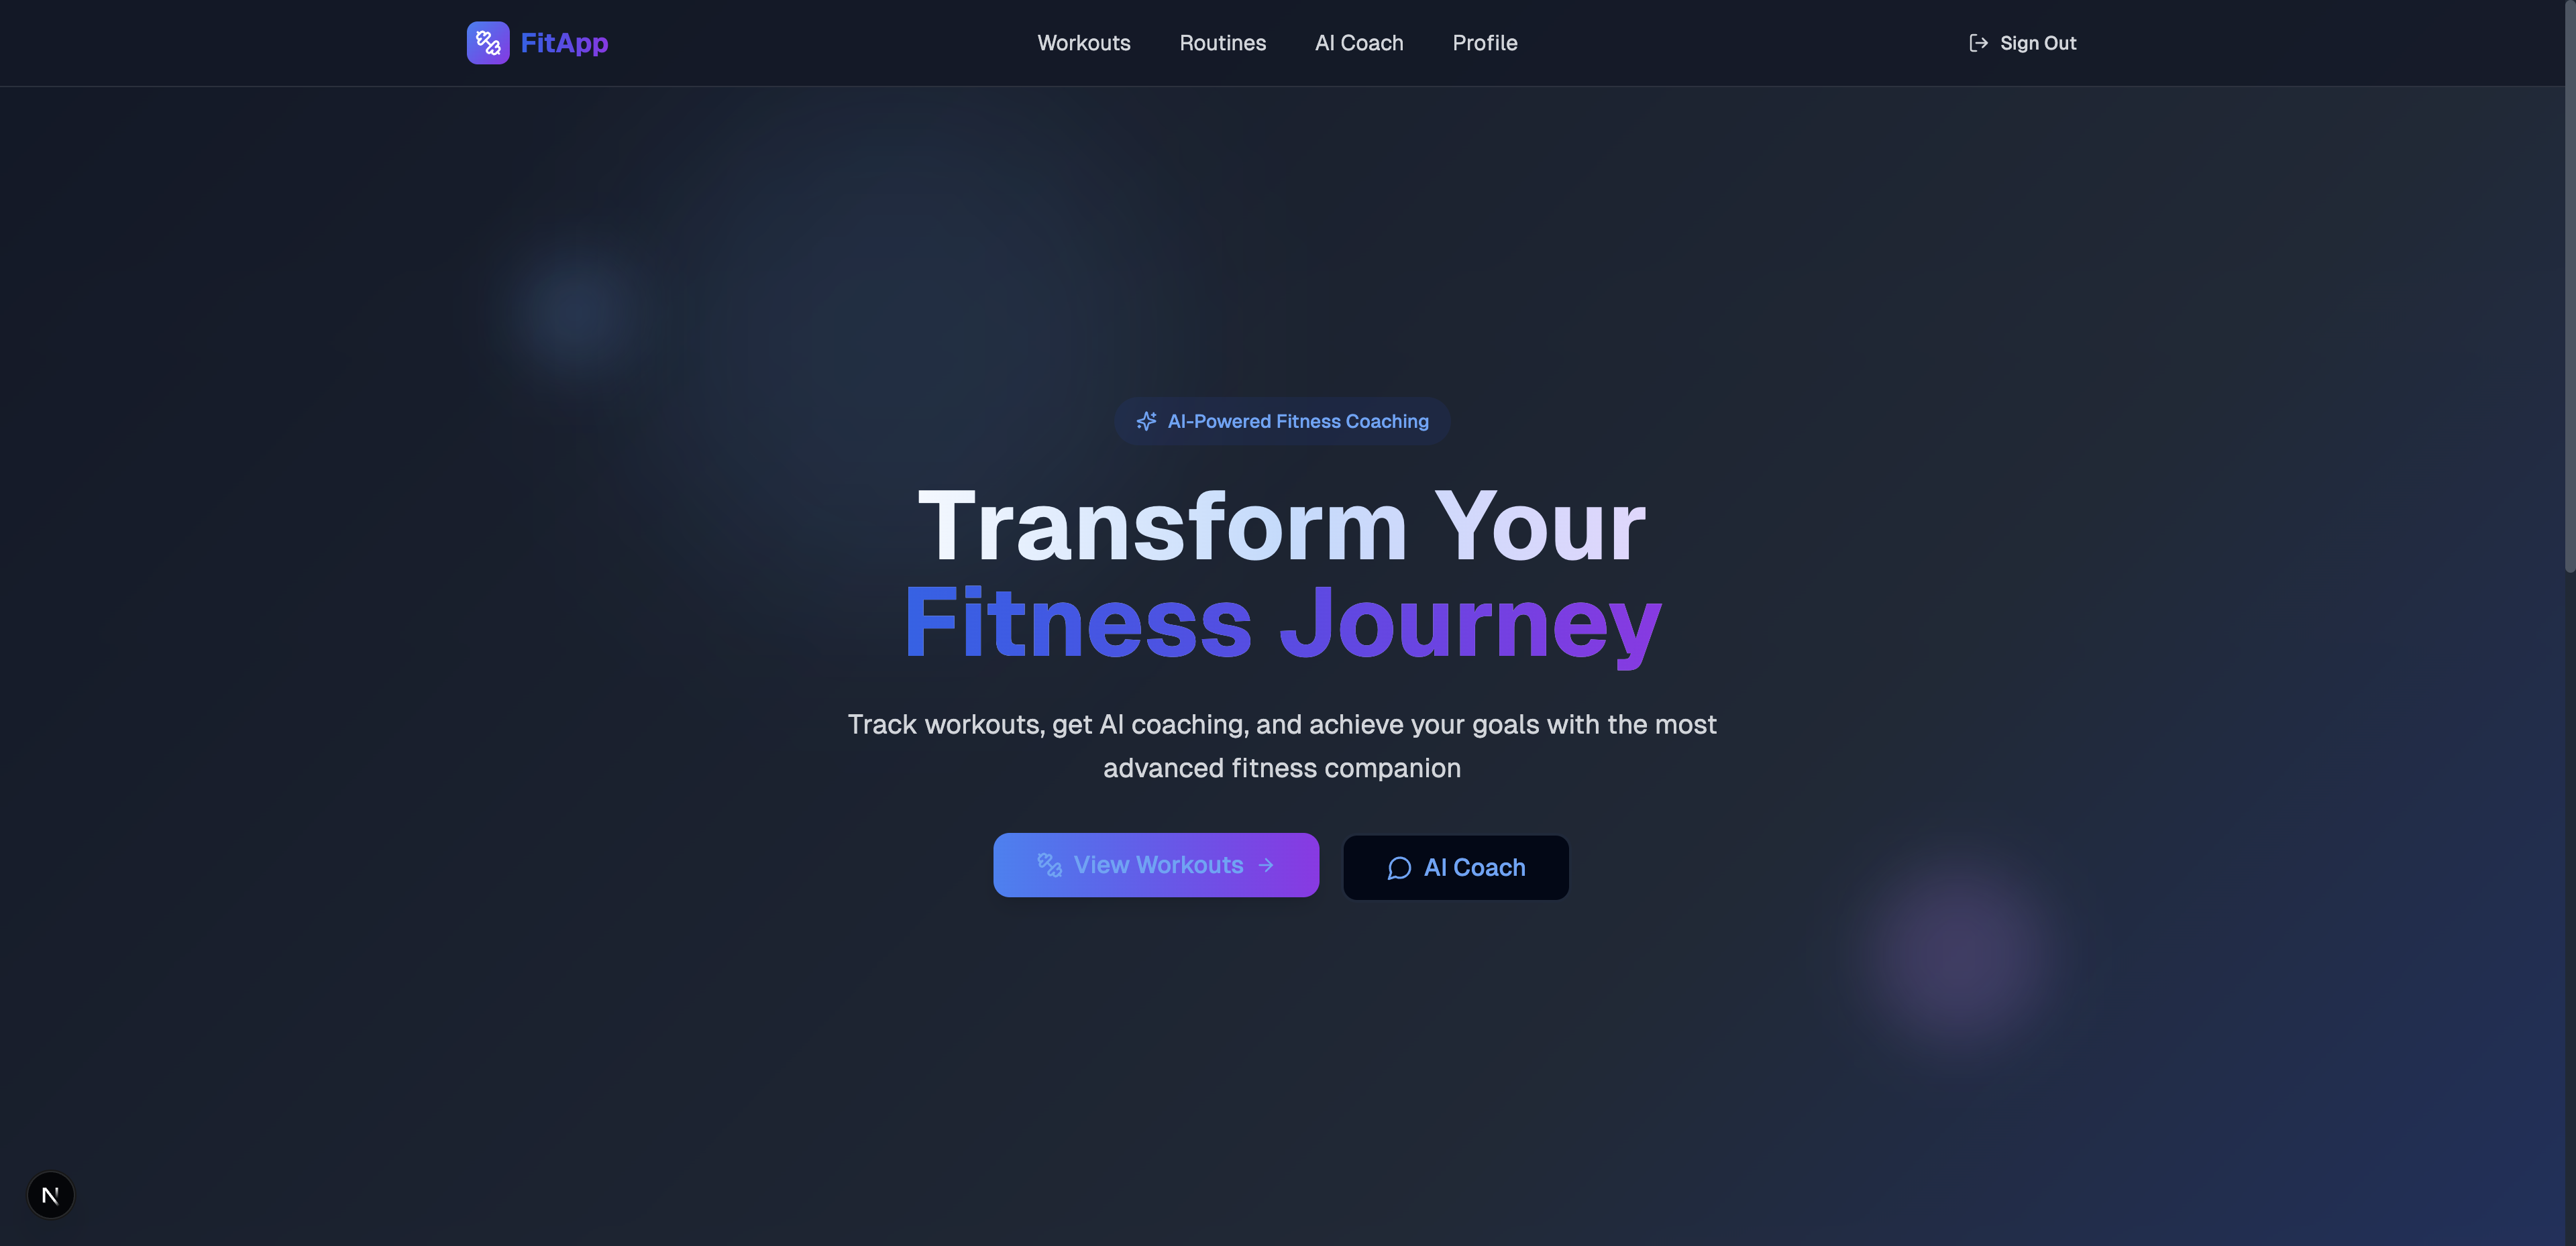 FitApp
Workouts
Routines
AI Coach
Profile
Sign Out
AI-Powered Fitness Coaching
Transform Your
Fitness Journey
Track workouts, get AI coaching, and achieve your goals with the most
advanced fitness companion
View Workouts
AI Coach
N